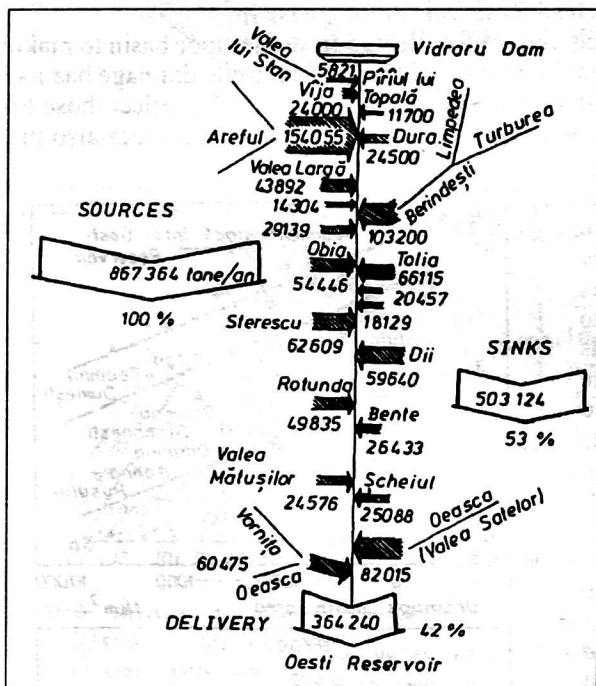 Vidraru Dam
Valea
lui Stan
5821
Pîrîul lui
Topală
11700
Vîja
24000
Areful
154055
Dura
24500
Limpedea
Turburea
Berindești
103200
Valea Largă
43892
14304
29139
SOURCES
867364 tone/an
100 %
Obia
54446
Tolia
66115
20457
18129
Sterescu
62609
Dii
59640
SINKS
503124
53 %
Rotunda
49835
Bente
26433
Valea
Mătușilor
24576
Șcheiul
25088
Oeasca
(Valea Satelor)
82015
Vornița
60475
Oeasca
DELIVERY
364240
42 %
Oesti Reservoir